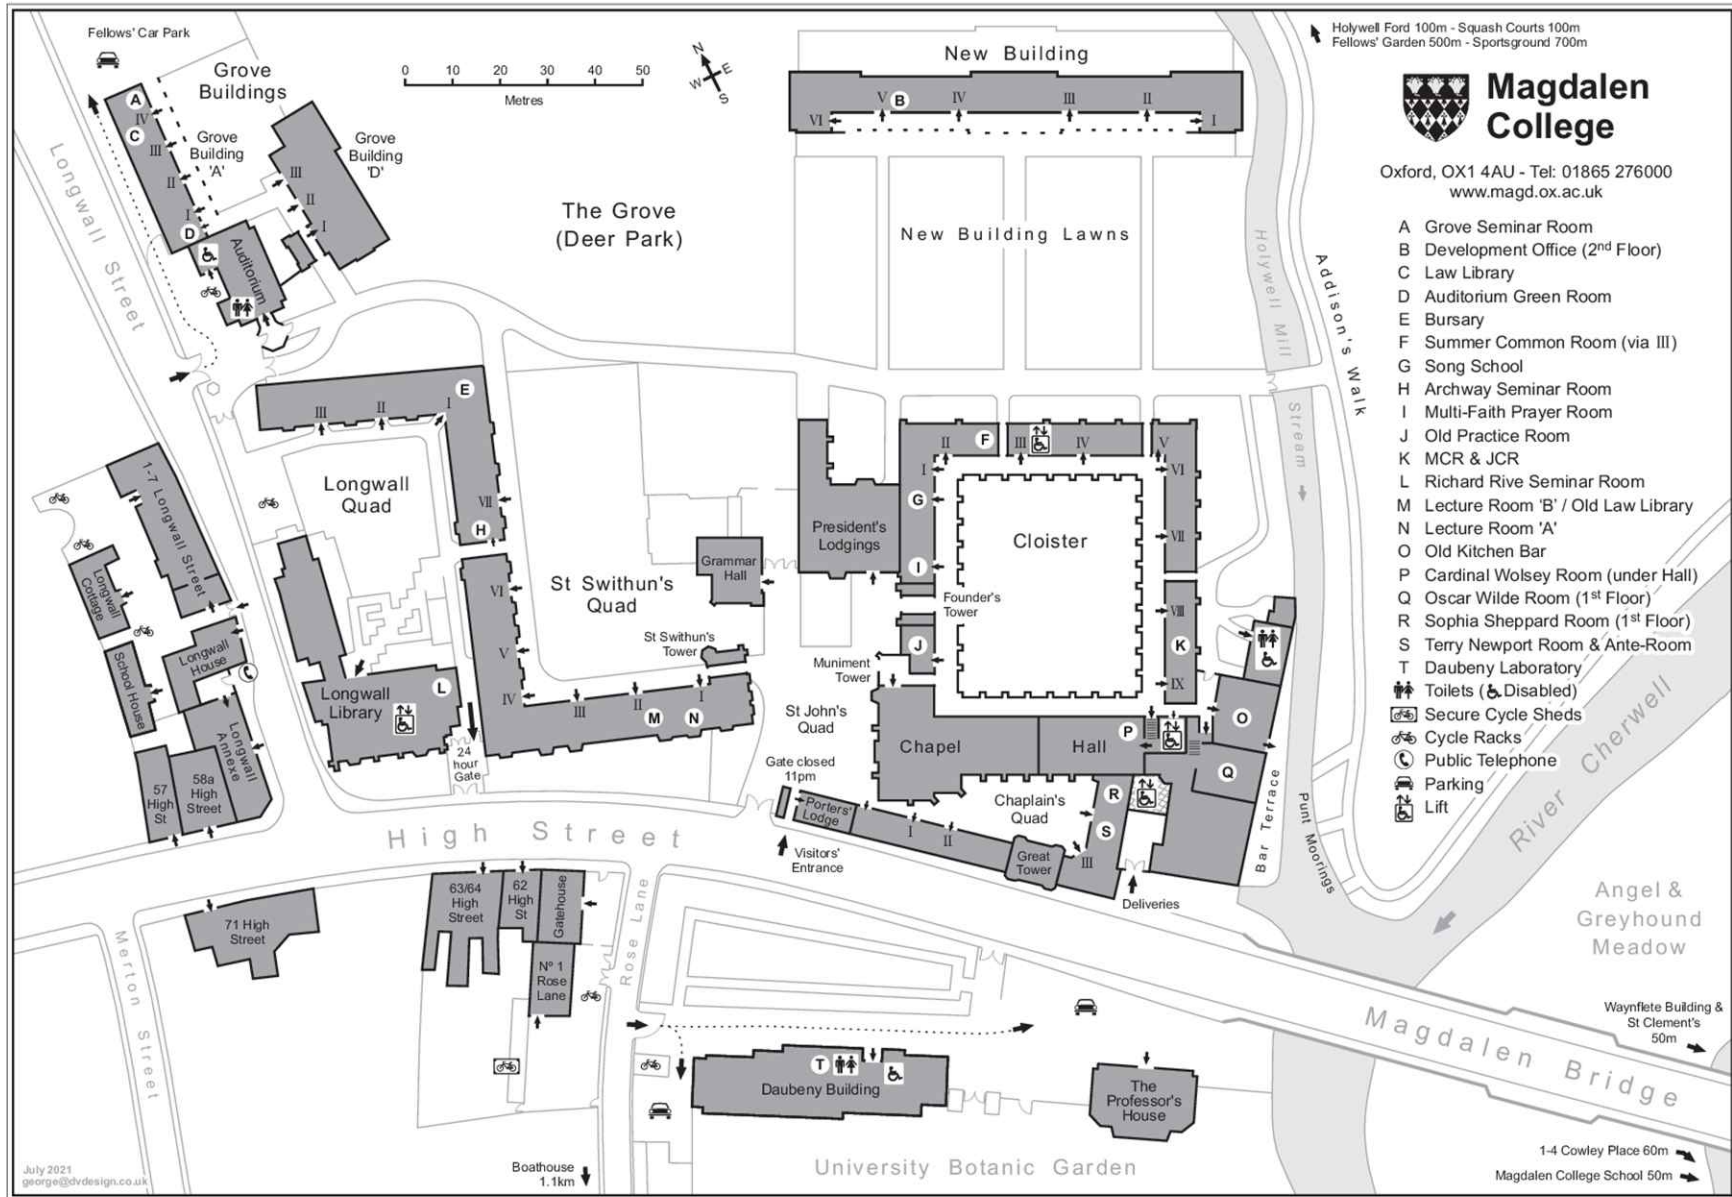 Fellows' Car Park
Grove
Buildings
A
IV
C
III
II
I
D
Grove
Building
'A'
Grove
Building
'D'
III
II
I
Auditorium
0 10 20 30 40 50
Metres
N
E
W
S
The Grove
(Deer Park)
New Building
VI
V
B
IV
III
II
I
New Building Lawns
Holywell Mill
Stream
Addison's Walk
Holywell Ford 100m - Squash Courts 100m
Fellows' Garden 500m - Sportsground 700m
Magdalen
College
Oxford, OX1 4AU - Tel: 01865 276000
www.magd.ox.ac.uk
A Grove Seminar Room
B Development Office (2nd Floor)
C Law Library
D Auditorium Green Room
E Bursary
F Summer Common Room (via III)
G Song School
H Archway Seminar Room
I Multi-Faith Prayer Room
J Old Practice Room
K MCR & JCR
L Richard Rive Seminar Room
M Lecture Room 'B' / Old Law Library
N Lecture Room 'A'
O Old Kitchen Bar
P Cardinal Wolsey Room (under Hall)
Q Oscar Wilde Room (1st Floor)
R Sophia Sheppard Room (1st Floor)
S Terry Newport Room & Ante-Room
T Daubeny Laboratory
Toilets (Disabled)
Secure Cycle Sheds
Cycle Racks
Public Telephone
Parking
Lift
Longwall Street
III
II
I
E
Longwall
Quad
VII
H
1-7 Longwall Street
Longwall
Cottage
School House
Longwall
House
Longwall
Annexe
57
High
St
58a
High
Street
Longwall
Library
L
24
hour
Gate
VI
V
IV
III
II
I
M
N
St Swithun's
Quad
St Swithun's
Tower
Grammar
Hall
President's
Lodgings
I
II
F
III
IV
V
VI
G
I
VII
Cloister
Founder's
Tower
VIII
K
J
IX
Muniment
Tower
St John's
Quad
Chapel
Hall
P
O
Q
Gate closed
11pm
Porters'
Lodge
Visitors'
Entrance
I
II
Chaplain's
Quad
Great
Tower
R
S
III
Deliveries
Bar Terrace
Punt Moorings
River Cherwell
Angel &
Greyhound
Meadow
High Street
71 High
Street
63/64
High
Street
62
High
St
Gatehouse
Nº 1
Rose
Lane
Rose Lane
Merton Street
Magdalen Bridge
Waynflete Building &
St Clement's
50m
T
Daubeny Building
The
Professor's
House
University Botanic Garden
Boathouse
1.1km
1-4 Cowley Place 60m
Magdalen College School 50m
July 2021
george@dvdesign.co.uk